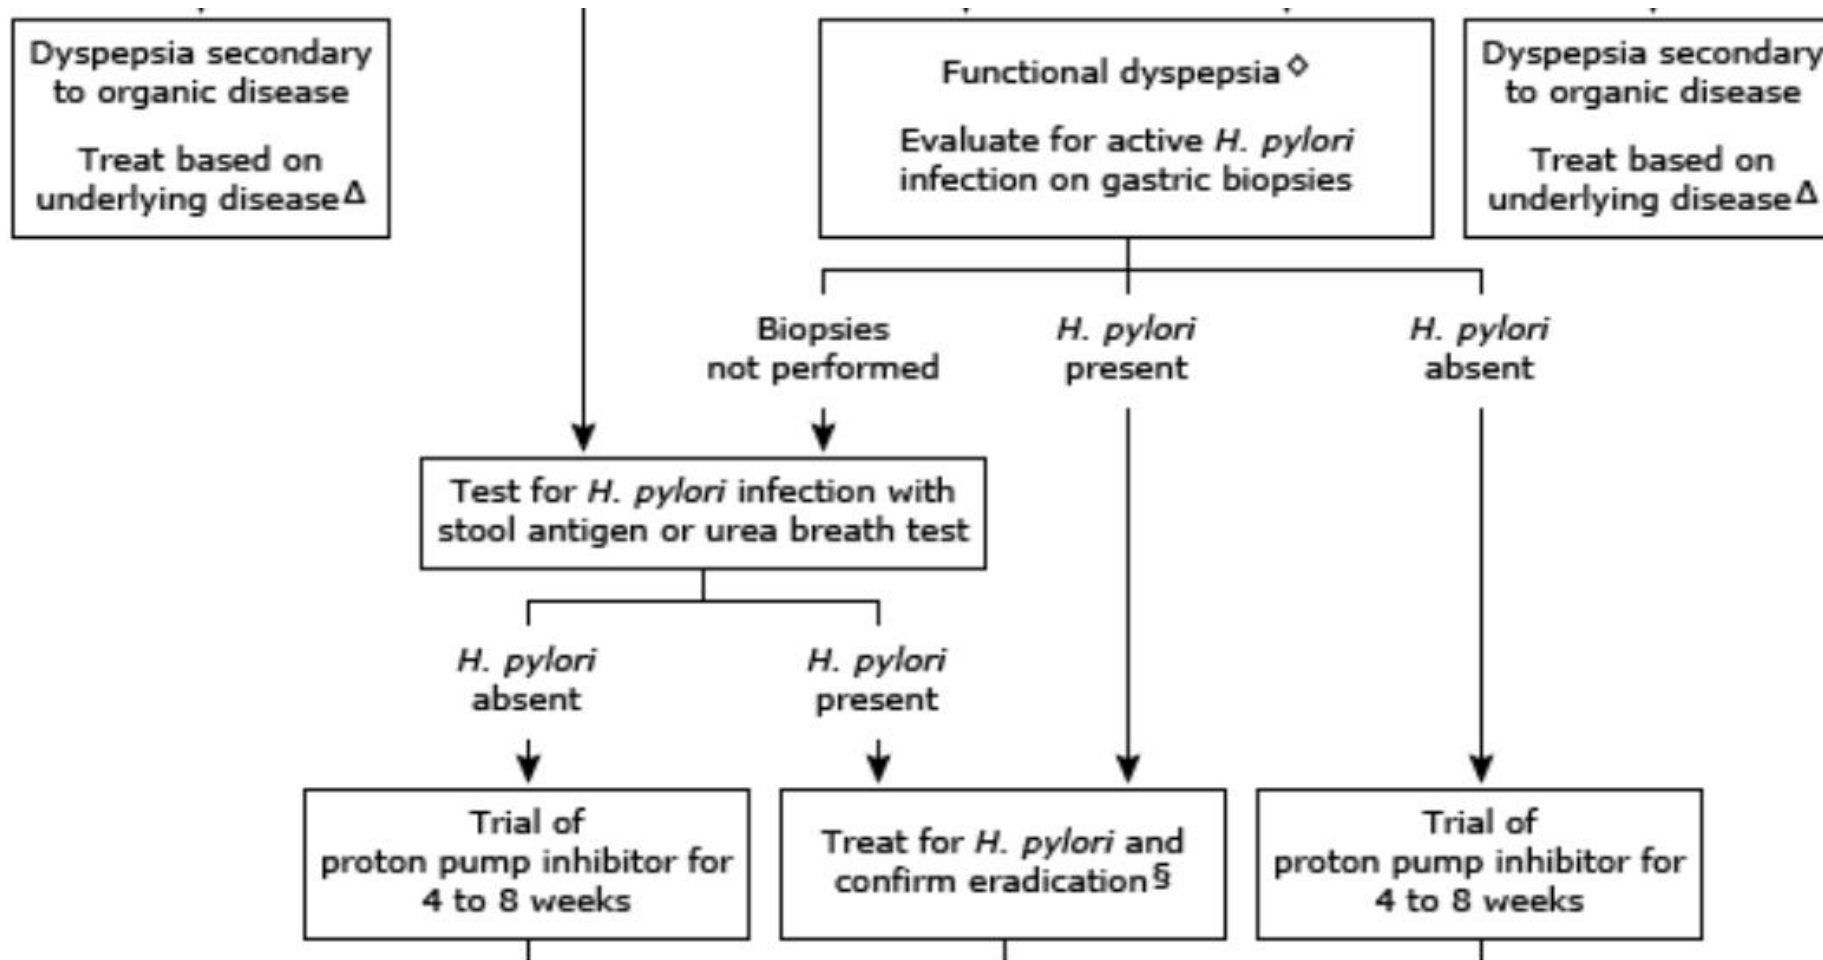 Dyspepsia secondary
to organic disease
Treat based on
underlying disease Δ
Functional dyspepsia ◇
Evaluate for active H. pylori
infection on gastric biopsies
Dyspepsia secondary
to organic disease
Treat based on
underlying disease Δ
Biopsies
not performed
H. pylori
present
H. pylori
absent
Test for H. pylori infection with
stool antigen or urea breath test
H. pylori
absent
H. pylori
present
Trial of
proton pump inhibitor for
4 to 8 weeks
Treat for H. pylori and
confirm eradication §
Trial of
proton pump inhibitor for
4 to 8 weeks